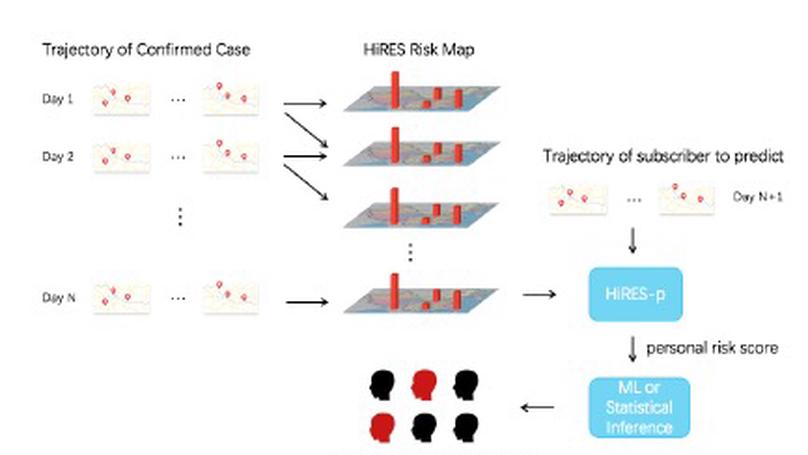 Trajectory of Confirmed Case
HiRES Risk Map
Day 1
...
Day 2
...
Trajectory of subscriber to predict
...
Day N+1
Day N
...
HiRES-p
personal risk score
ML or
Statistical
Inference